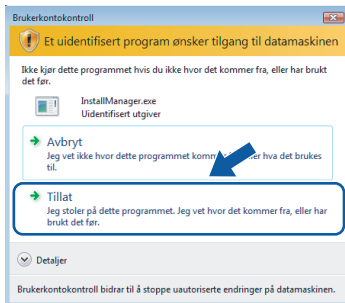 Brukerkontokontroll
Et uidentifisert program ønsker tilgang til datamaskinen
Ikke kjør dette programmet hvis du ikke hvor det kommer fra, eller har brukt
det før.
InstallManager.exe
Uidentifisert utgiver
Avbryt
Jeg vet ikke hvor dette programmet kommer hva det brukes
til.
Tillat
Jeg stoler på dette programmet. Jeg vet hvor det kommer fra, eller har
brukt det før.
Detaljer
Brukerkontokontroll bidrar til å stoppe uautoriserte endringer på datamaskinen.